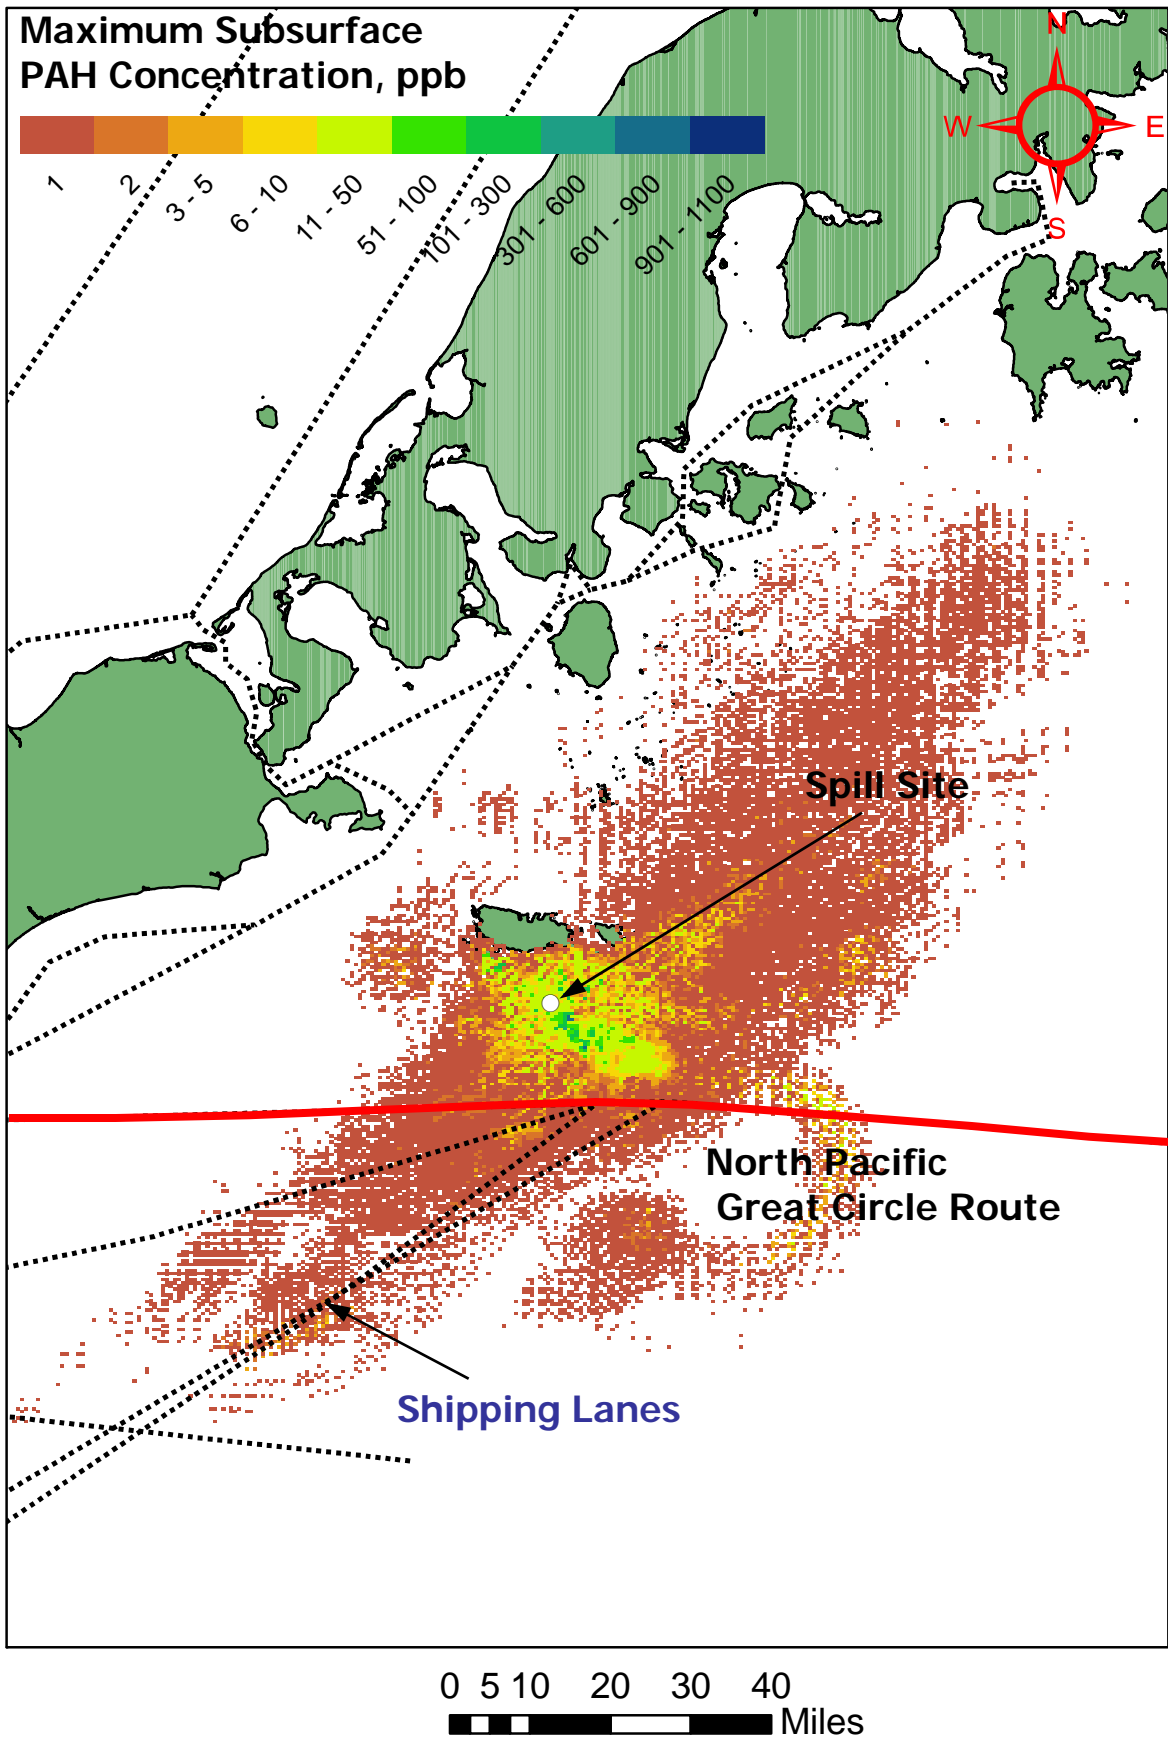 Maximum Subsurface
PAH Concentration, ppb
1
2
3 - 5
6 - 10
11 - 50
51 - 100
101 - 300
301 - 600
601 - 900
901 - 1100
N
W
E
S
Spill Site
North Pacific
Great Circle Route
Shipping Lanes
0 5 10 20 30 40
Miles